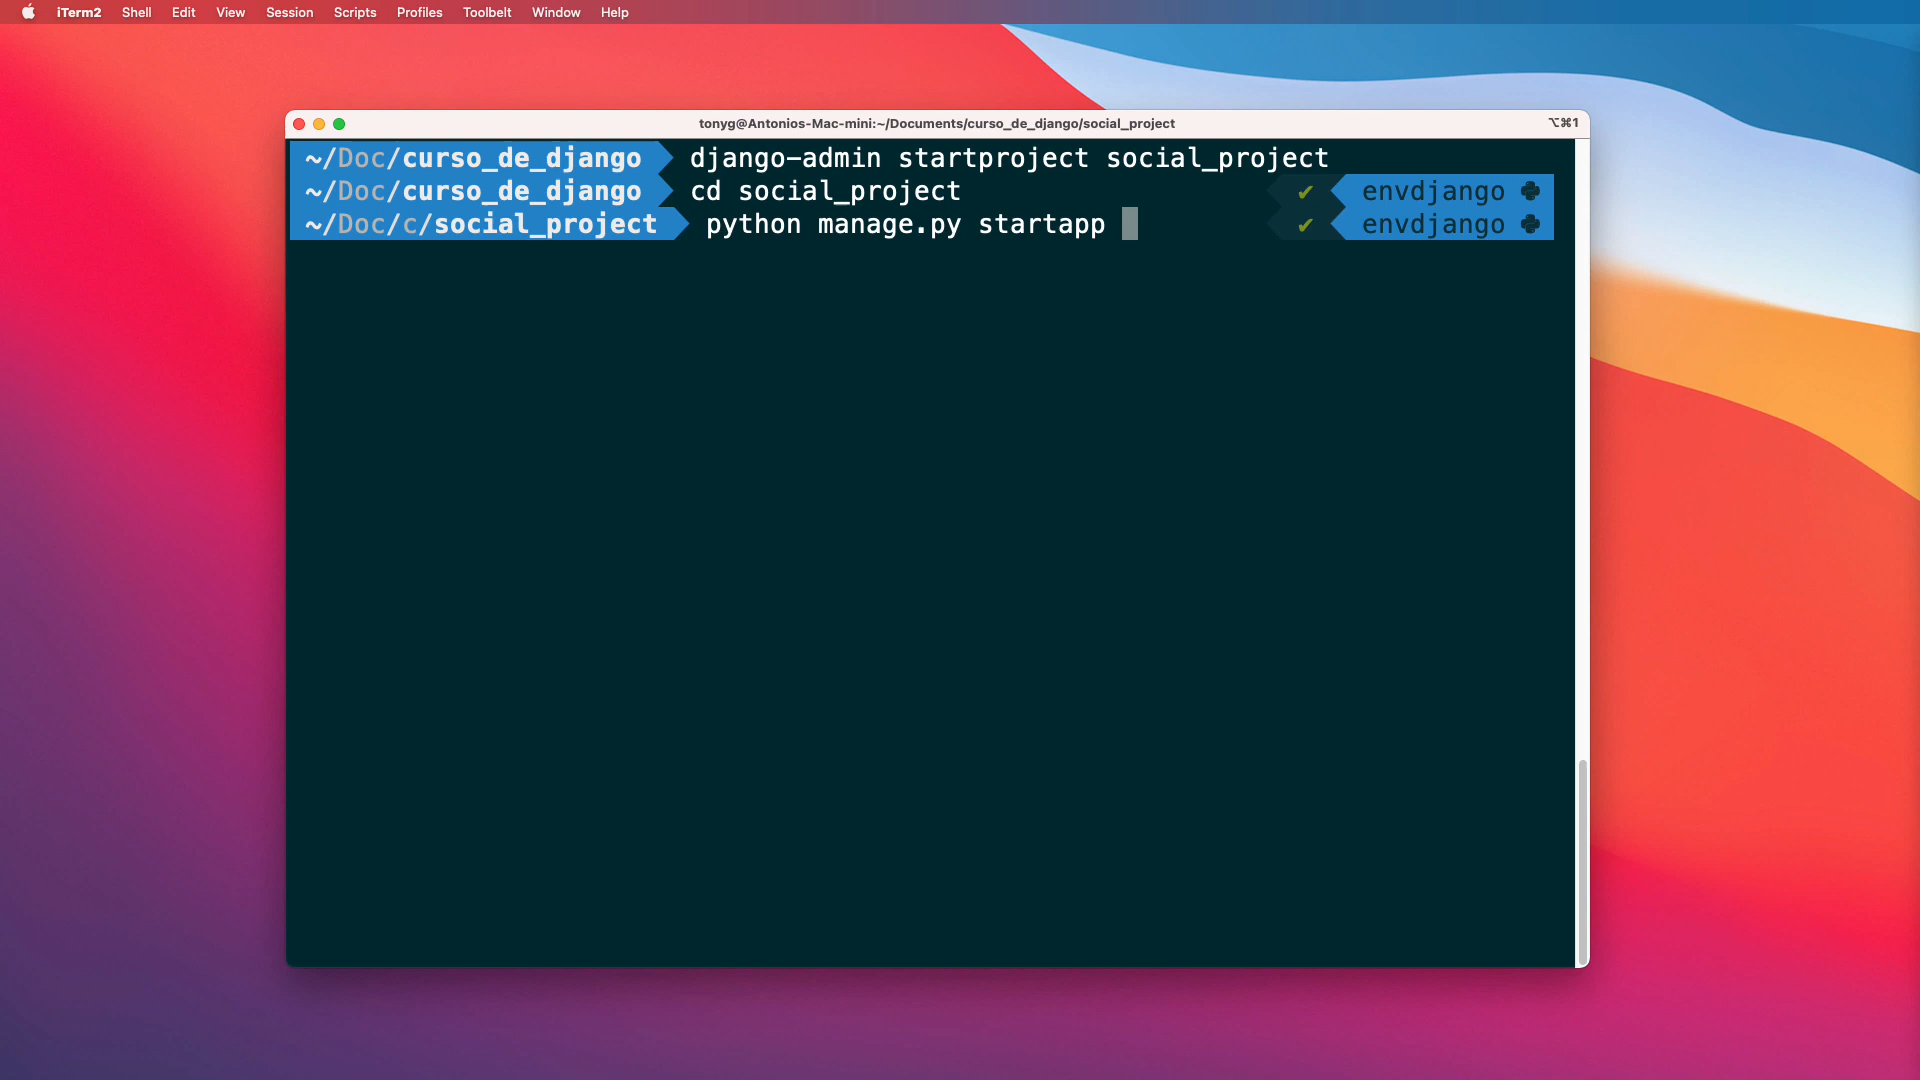 iTerm2 Shell Edit View Session Scripts Profiles Toolbelt Window Help
tonyg@Antonios-Mac-mini:~/Documents/curso_de_django/social_project ⌥⌘1
~/Doc/curso_de_django django-admin startproject social_project
~/Doc/curso_de_django cd social_project ✔ envdjango
~/Doc/c/social_project python manage.py startapp ✔ envdjango